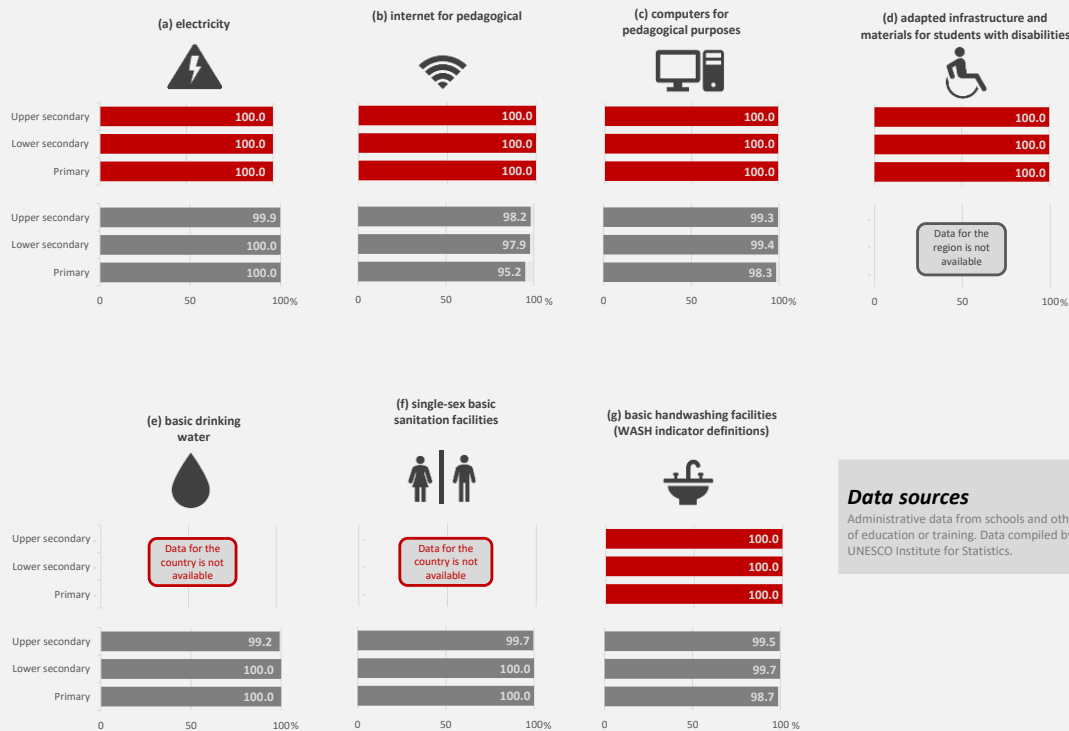 (a) electricity
(b) internet for pedagogical
(c) computers for
pedagogical purposes
(d) adapted infrastructure and
materials for students with disabilities
Upper secondary 100.0 100.0 100.0 100.0
Lower secondary 100.0 100.0 100.0 100.0
Primary 100.0 100.0 100.0 100.0
Upper secondary 99.9 98.2 99.3
Lower secondary 100.0 97.9 99.4
Primary 100.0 95.2 98.3
Data for the
region is not
available
0 50 100% 0 50 100% 0 50 100% 0 50 100%
(e) basic drinking
water
(f) single-sex basic
sanitation facilities
(g) basic handwashing facilities
(WASH indicator definitions)
Upper secondary 100.0
Lower secondary 100.0
Primary 100.0
Data for the
country is not
available
Data for the
country is not
available
Upper secondary 99.2 99.7 99.5
Lower secondary 100.0 100.0 99.7
Primary 100.0 100.0 98.7
0 50 100% 0 50 100% 0 50 100 %
Data sources
Administrative data from schools and oth
of education or training. Data compiled by
UNESCO Institute for Statistics.